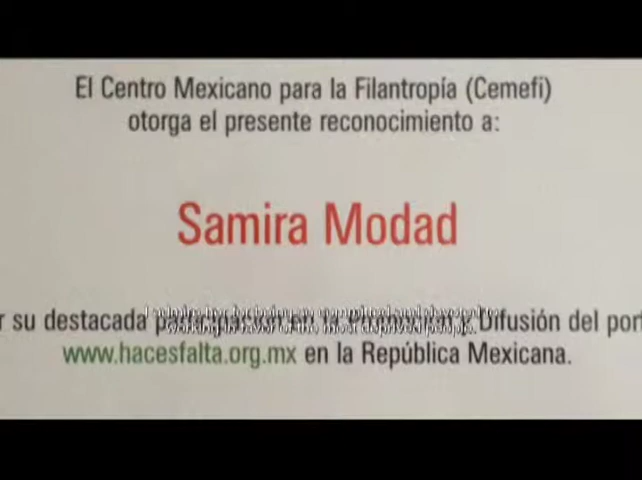 El Centro Mexicano para la Filantropía (Cemefi)
otorga el presente reconocimiento a:
Samira Modad
r su destacada y Difusión del port
www.hacesfalta.org.mx en la República Mexicana.